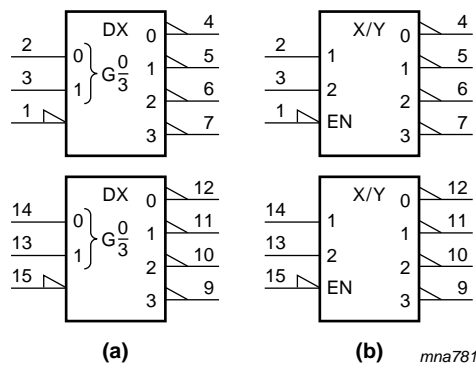 DX 4 X/Y 4
2 0 0 5 2 1 0 5
3 G 0/3 1 6 3 2 1 6
1 1 2 7 1 EN 2 7
3 3
DX 12 X/Y 12
14 0 0 11 14 1 0 11
13 G 0/3 1 10 13 2 1 10
15 1 2 9 15 EN 2 9
3 3
(a) (b)
mna781